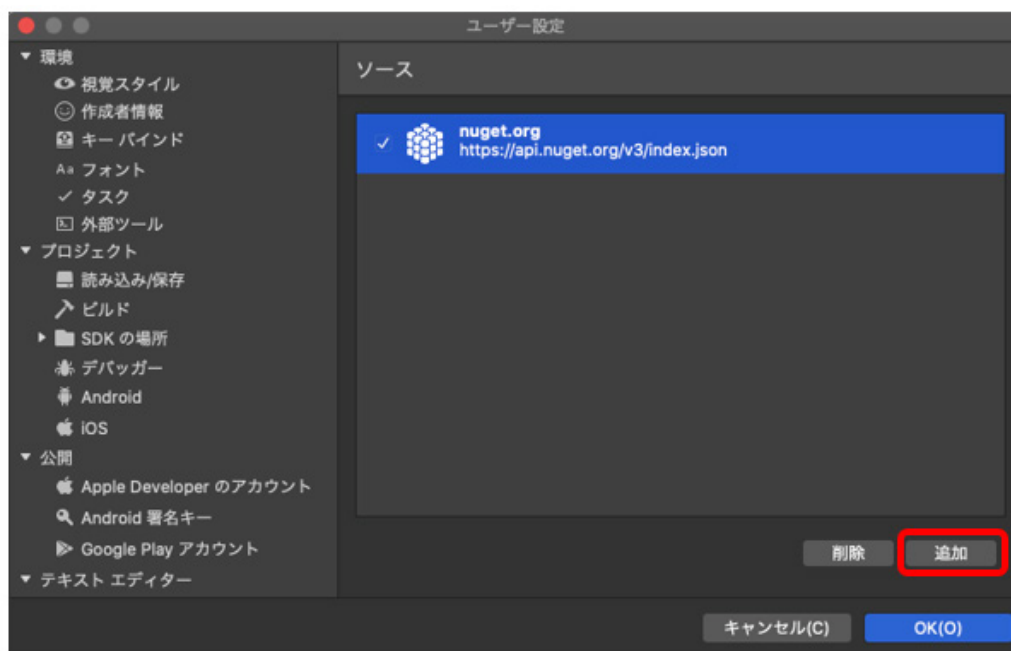 ユーザー設定
環境
視覚スタイル
作成者情報
キー バインド
Aa フォント
タスク
外部ツール
プロジェクト
読み込み/保存
ビルド
SDK の場所
デバッガー
Android
iOS
公開
Apple Developer のアカウント
Android 署名キー
Google Play アカウント
テキスト エディター
ソース
nuget.org
https://api.nuget.org/v3/index.json
削除
追加
キャンセル(C)
OK(O)